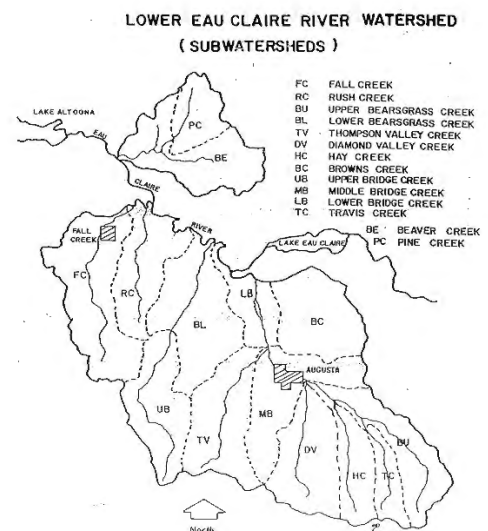 LOWER EAU CLAIRE RIVER WATERSHED
( SUBWATERSHEDS )
FC FALL CREEK
RC RUSH CREEK
BU UPPER BEARSGRASS CREEK
BL LOWER BEARSGRASS CREEK
TV THOMPSON VALLEY CREEK
DV DIAMOND VALLEY CREEK
HC HAY CREEK
BC BROWNS CREEK
UB UPPER BRIDGE CREEK
MB MIDDLE BRIDGE CREEK
LB LOWER BRIDGE CREEK
TC TRAVIS CREEK
BE BEAVER CREEK
PC PINE CREEK
LAKE ALTOONA
EAU
CLAIRE
RIVER
PC
BE
FALL
CREEK
LAKE EAU CLAIRE
FC
RC
BL
LB
BC
AUGUSTA
UB
TV
MB
DV
HC
TC
BU
North